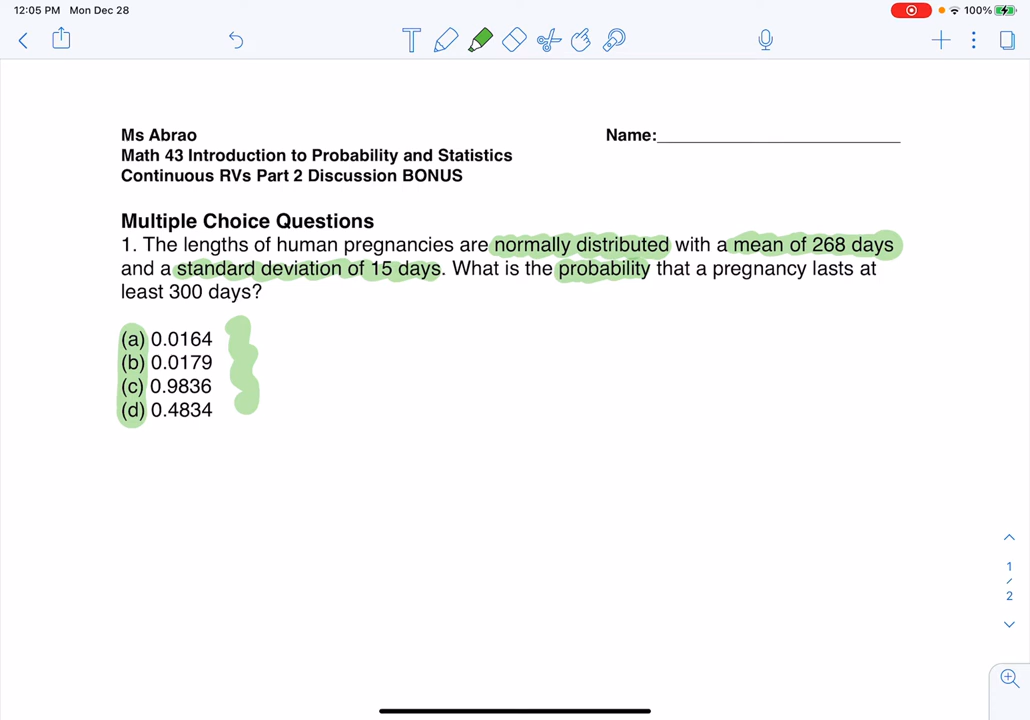 12:05 PM Mon Dec 28 100%
T
Ms Abrao Name:
Math 43 Introduction to Probability and Statistics
Continuous RVs Part 2 Discussion BONUS
Multiple Choice Questions
1. The lengths of human pregnancies are normally distributed with a mean of 268 days
and a standard deviation of 15 days. What is the probability that a pregnancy lasts at
least 300 days?
(a) 0.0164
(b) 0.0179
(c) 0.9836
(d) 0.4834
1
/
2